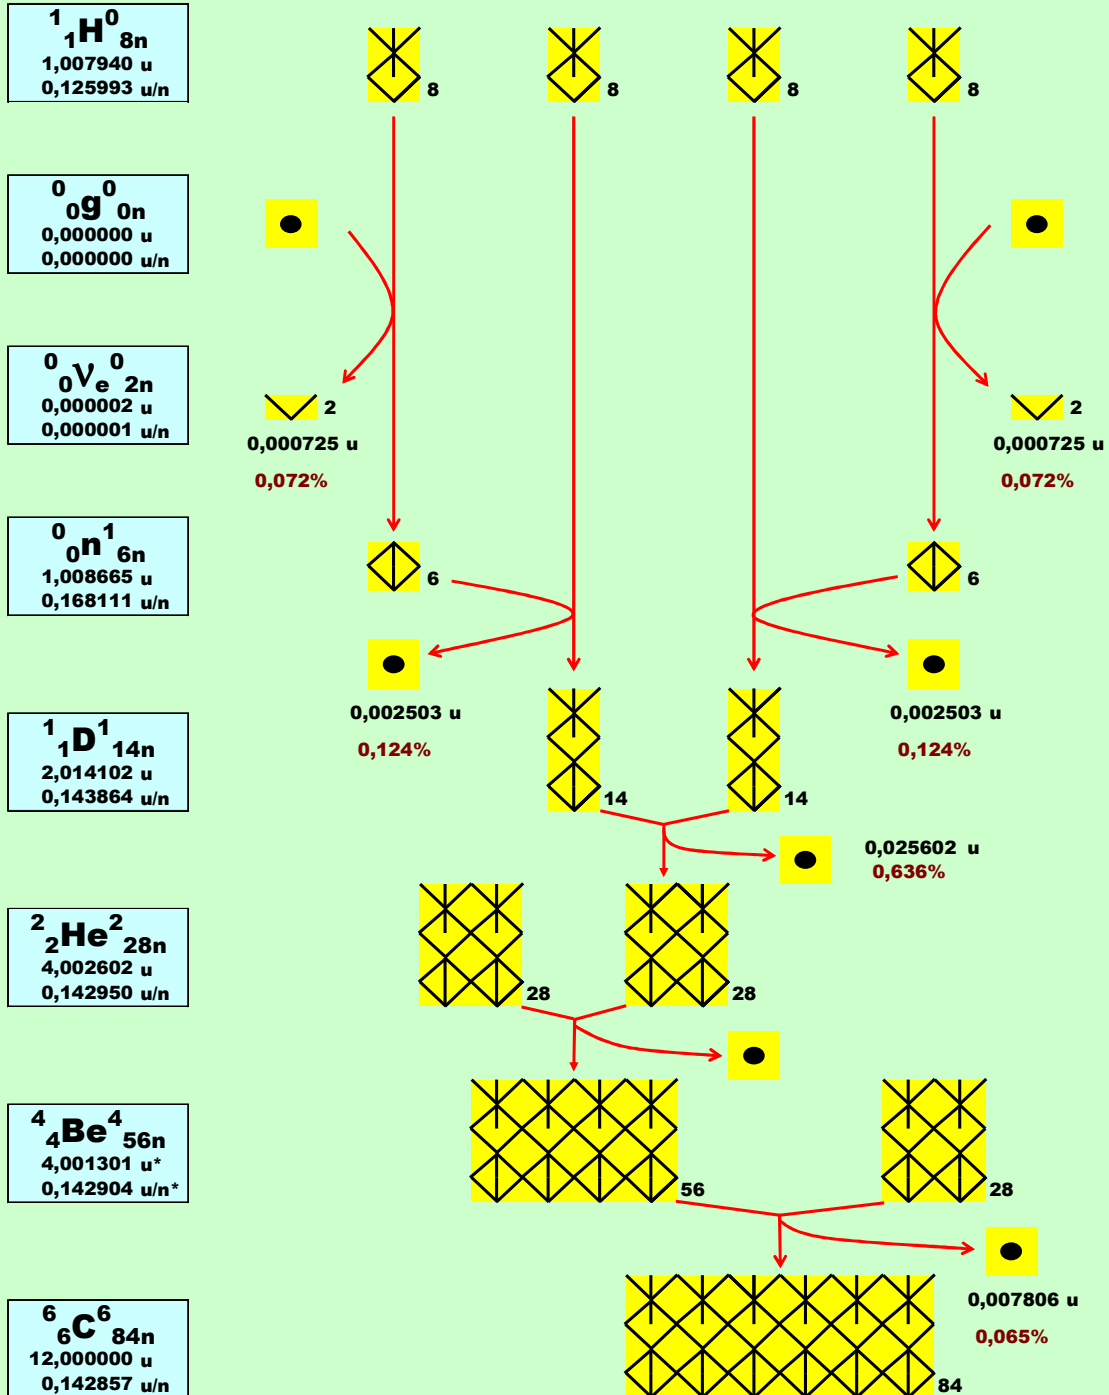 1 1H0 8n
1,007940 u
0,125993 u/n
8 8 8 8
0 0g0 0n
0,000000 u
0,000000 u/n
0 0νe0 2n
0,000002 u
0,000001 u/n
2 2
0,000725 u 0,000725 u
0,072% 0,072%
0 0n1 6n
1,008665 u
0,168111 u/n
6 6
0,002503 u 0,002503 u
0,124% 0,124%
1 1D1 14n
2,014102 u
0,143864 u/n
14 14
0,025602 u
0,636%
2 2He2 28n
4,002602 u
0,142950 u/n
28 28
4 4Be4 56n
4,001301 u*
0,142904 u/n*
56 28
0,007806 u
0,065%
6 6C6 84n
12,000000 u
0,142857 u/n
84